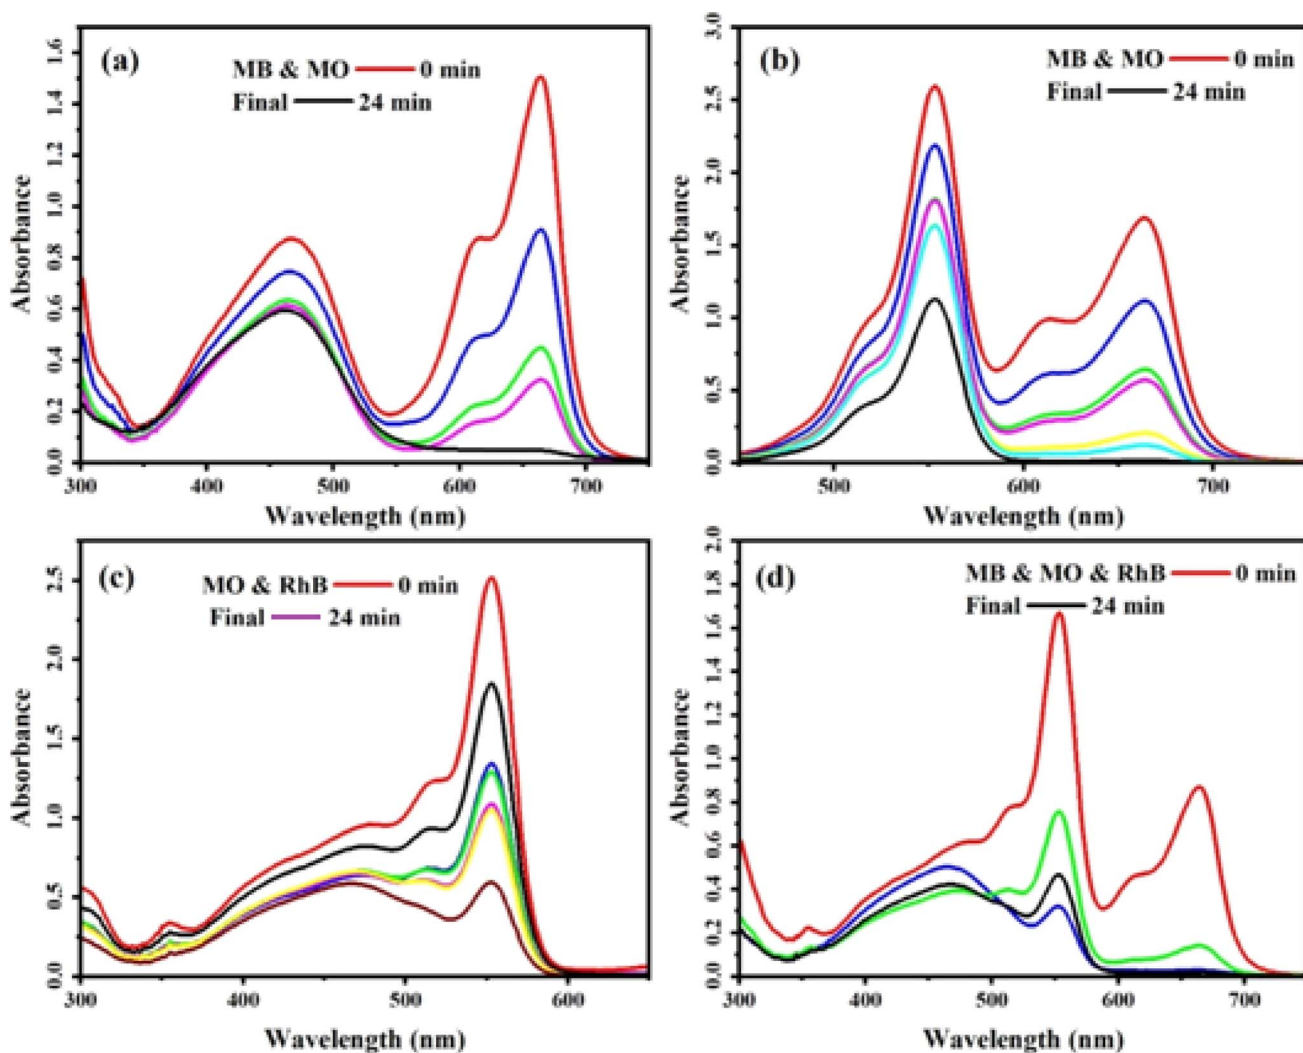 (a)
MB & MO 0 min
Final 24 min
1.6
1.4
1.2
1.0
0.8
0.6
0.4
0.2
0.0
Absorbance
300 400 500 600 700
Wavelength (nm)
(b)
MB & MO 0 min
Final 24 min
3.0
2.5
2.0
1.5
1.0
0.5
0.0
Absorbance
500 600 700
Wavelength (nm)
(c)
MO & RhB 0 min
Final 24 min
2.5
2.0
1.5
1.0
0.5
0.0
Absorbance
300 400 500 600
Wavelength (nm)
(d)
MB & MO & RhB 0 min
Final 24 min
2.0
1.8
1.6
1.4
1.2
1.0
0.8
0.6
0.4
0.2
0.0
Absorbance
300 400 500 600 700
Wavelength (nm)